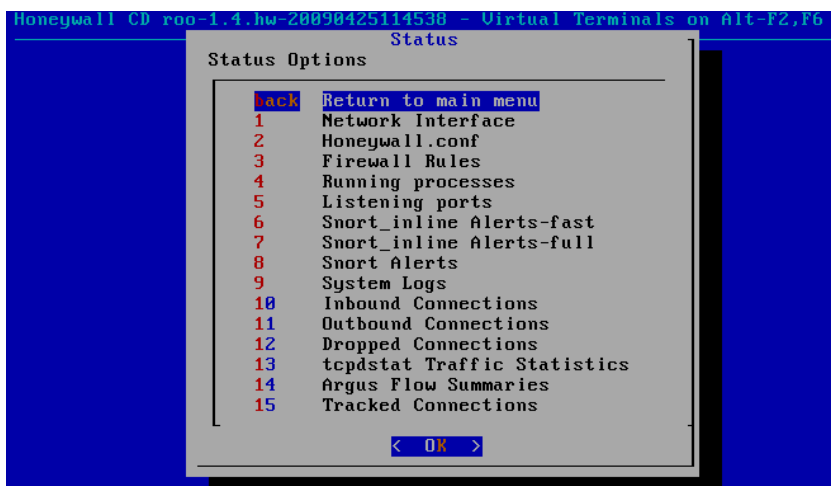 Honeywall CD roo-1.4.hw-20090425114538 - Virtual Terminals on Alt-F2,F6
Status
Status Options
back Return to main menu
1 Network Interface
2 Honeywall.conf
3 Firewall Rules
4 Running processes
5 Listening ports
6 Snort_inline Alerts-fast
7 Snort_inline Alerts-full
8 Snort Alerts
9 System Logs
10 Inbound Connections
11 Outbound Connections
12 Dropped Connections
13 tcpdstat Traffic Statistics
14 Argus Flow Summaries
15 Tracked Connections
< OK >